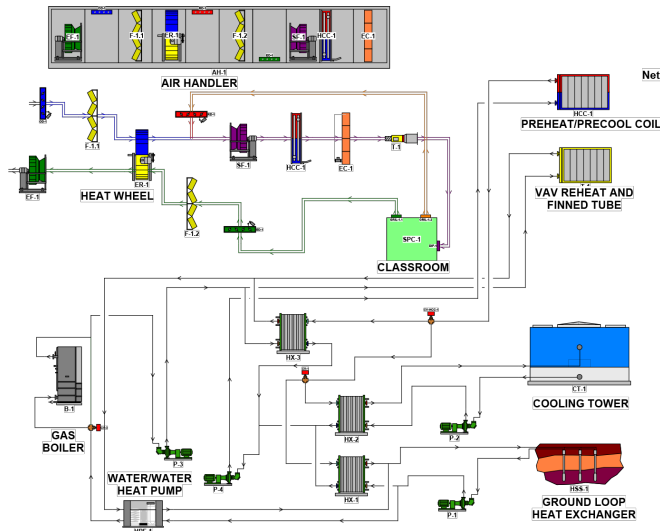 EF-1
F-1.1
ER-1
F-1.2
SF-1
HCC-1
EC-1
AH-1
AIR HANDLER
Net
HCC-1
PREHEAT/PRECOOL COIL
F-1.1
SF-1
HCC-1
EC-1
T-1
EF-1
HEAT WHEEL
ER-1
F-1.2
SPC-1
CLASSROOM
VAV REHEAT AND
FINNED TUBE
HX-3
B-1
GAS
BOILER
CT-1
COOLING TOWER
HX-2
P-2
P-3
WATER/WATER
HEAT PUMP
P-4
HX-1
P-1
HSS-1
GROUND LOOP
HEAT EXCHANGER